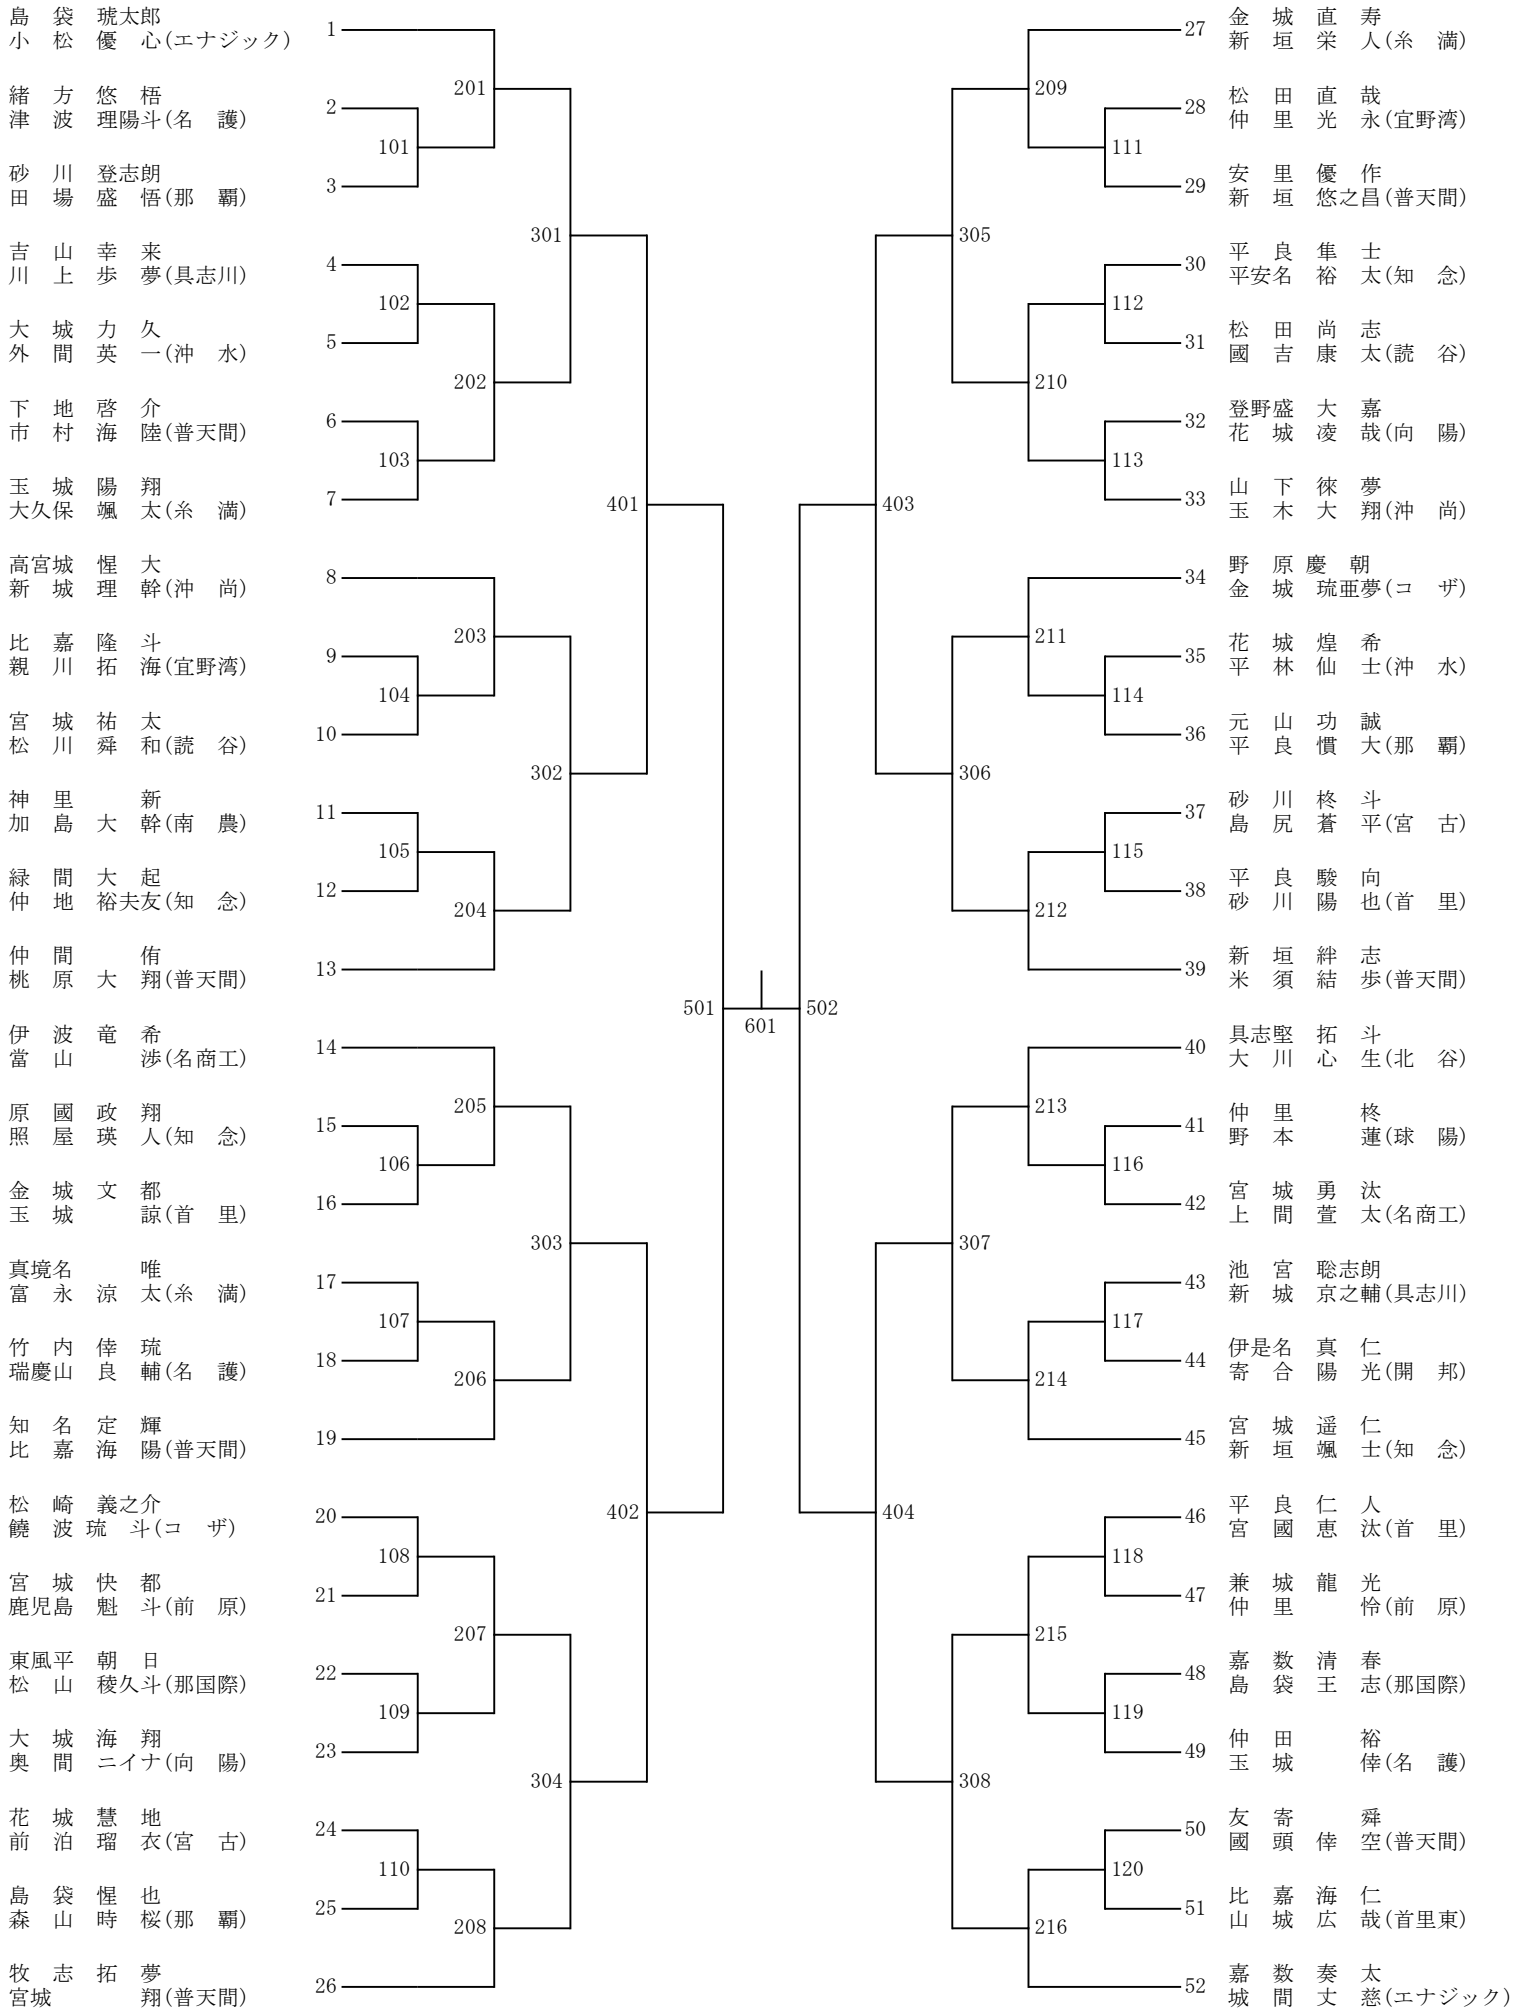 島　袋　琥太郎
小　松　優　心(エナジック)　1
緒　方　悠　梧
津　波　理陽斗(名　護)　2
砂　川　登志朗
田　場　盛　悟(那　覇)　3
吉　山　幸　来
川　上　歩　夢(具志川)　4
大　城　力　久
外　間　英　一(沖　水)　5
下　地　啓　介
市　村　海　陸(普天間)　6
玉　城　陽　翔
大久保　颯　太(糸　満)　7
高宮城　惺　大
新　城　理　幹(沖　尚)　8
比　嘉　隆　斗
親　川　拓　海(宜野湾)　9
宮　城　祐　太
松　川　舜　和(読　谷)　10
神　里　　　新
加　島　大　幹(南　農)　11
緑　間　大　起
仲　地　裕夫友(知　念)　12
仲　間　　　侑
桃　原　大　翔(普天間)　13
伊　波　竜　希
當　山　　　渉(名商工)　14
原　國　政　翔
照　屋　瑛　人(知　念)　15
金　城　文　都
玉　城　　　諒(首　里)　16
真境名　　　唯
富　永　涼　太(糸　満)　17
竹　内　倖　琉
瑞慶山　良　輔(名　護)　18
知　名　定　輝
比　嘉　海　陽(普天間)　19
松　崎　義之介
饒　波　琉　斗(コ　ザ)　20
宮　城　快　都
鹿児島　魁　斗(前　原)　21
東風平　朝　日
松　山　稜久斗(那国際)　22
大　城　海　翔
奥　間　ニイナ(向　陽)　23
花　城　慧　地
前　泊　瑠　衣(宮　古)　24
島　袋　惺　也
森　山　時　桜(那　覇)　25
牧　志　拓　夢
宮城　　　　翔(普天間)　26
101
102
103
104
105
106
107
108
109
110
201
202
203
204
205
206
207
208
301
302
303
304
401
402
501
601
502
403
404
305
306
307
308
209
210
211
212
213
214
215
216
111
112
113
114
115
116
117
118
119
120
金　城　直　寿
27　新　垣　栄　人(糸　満)
松　田　直　哉
28　仲　里　光　永(宜野湾)
安　里　優　作
29　新　垣　悠之昌(普天間)
平　良　隼　士
30　平安名　裕　太(知　念)
松　田　尚　志
31　國　吉　康　太(読　谷)
登野盛　大　嘉
32　花　城　凌　哉(向　陽)
山　下　徠　夢
33　玉　木　大　翔(沖　尚)
野　原　慶　朝
34　金　城　琉亜夢(コ　ザ)
花　城　煌　希
35　平　林　仙　士(沖　水)
元　山　功　誠
36　平　良　慣　大(那　覇)
砂　川　柊　斗
37　島　尻　蒼　平(宮　古)
平　良　駿　向
38　砂　川　陽　也(首　里)
新　垣　絆　志
39　米　須　結　歩(普天間)
具志堅　拓　斗
40　大　川　心　生(北　谷)
仲　里　　　柊
41　野　本　　　蓮(球　陽)
宮　城　勇　汰
42　上　間　萱　太(名商工)
池　宮　聡志朗
43　新　城　京之輔(具志川)
伊是名　真　仁
44　寄　合　陽　光(開　邦)
宮　城　遥　仁
45　新　垣　颯　士(知　念)
平　良　仁　人
46　宮　國　恵　汰(首　里)
兼　城　龍　光
47　仲　里　　　怜(前　原)
嘉　数　清　春
48　島　袋　王　志(那国際)
仲　田　　　裕
49　玉　城　　　倖(名　護)
友　寄　　　舜
50　國　頭　倖　空(普天間)
比　嘉　海　仁
51　山　城　広　哉(首里東)
嘉　数　奏　太
52　城　間　丈　慈(エナジック)